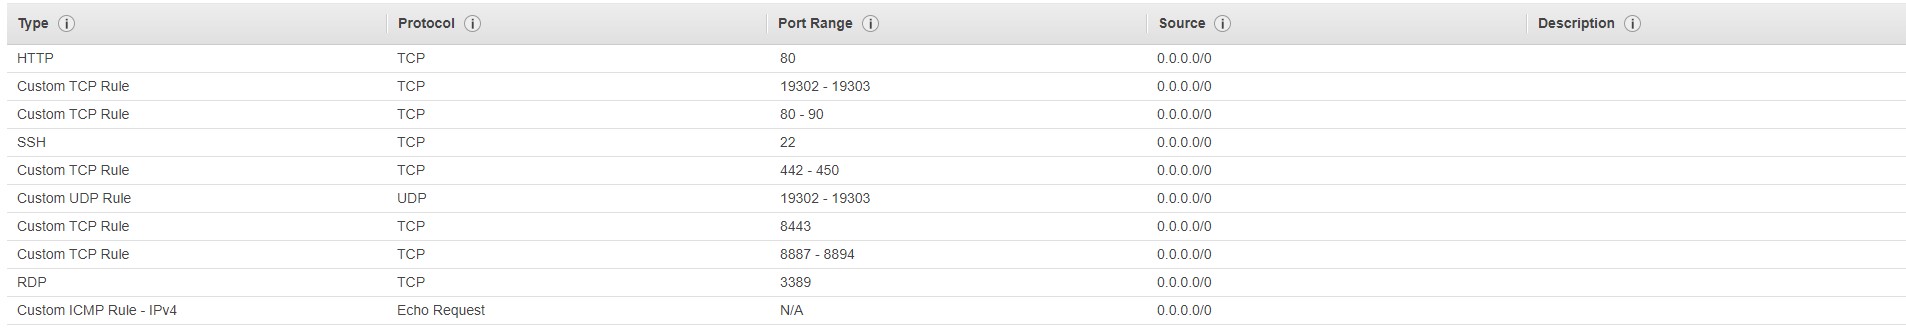 Type Protocol Port Range Source Description
HTTP TCP 80 0.0.0.0/0
Custom TCP Rule TCP 19302 - 19303 0.0.0.0/0
Custom TCP Rule TCP 80 - 90 0.0.0.0/0
SSH TCP 22 0.0.0.0/0
Custom TCP Rule TCP 442 - 450 0.0.0.0/0
Custom UDP Rule UDP 19302 - 19303 0.0.0.0/0
Custom TCP Rule TCP 8443 0.0.0.0/0
Custom TCP Rule TCP 8887 - 8894 0.0.0.0/0
RDP TCP 3389 0.0.0.0/0
Custom ICMP Rule - IPv4 Echo Request N/A 0.0.0.0/0